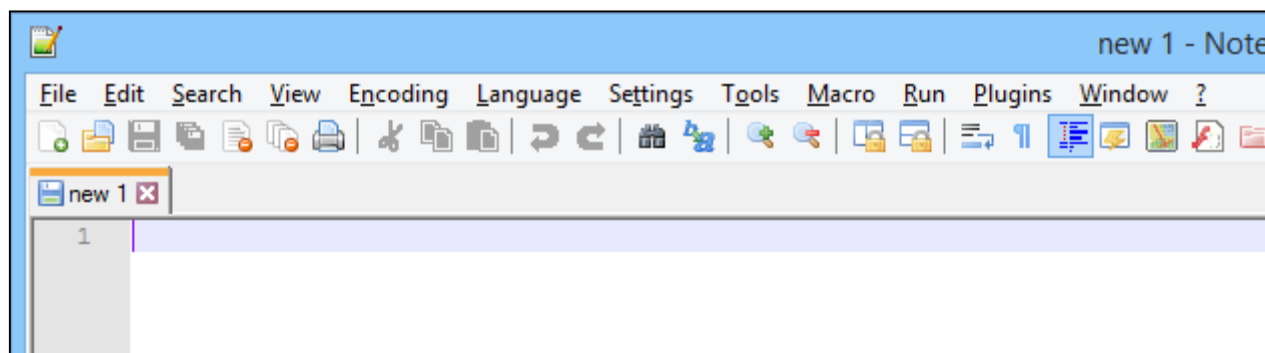 new 1 - Note
File Edit Search View Encoding Language Settings Tools Macro Run Plugins Window ?
new 1
1